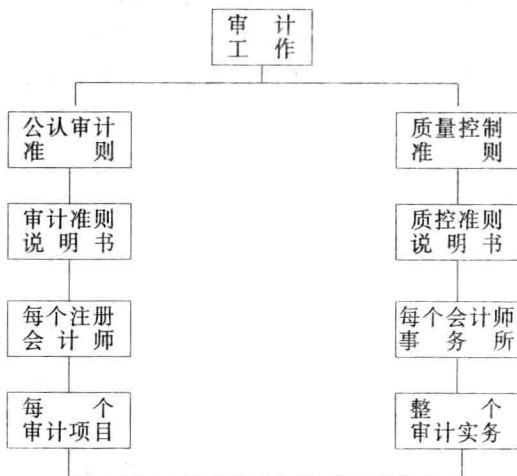 审计
工作
公认审计
准则
质量控制
准则
审计准则
说明书
质控准则
说明书
每个注册
会计师
每个会计师
事务所
每个
审计项目
整个
审计实务